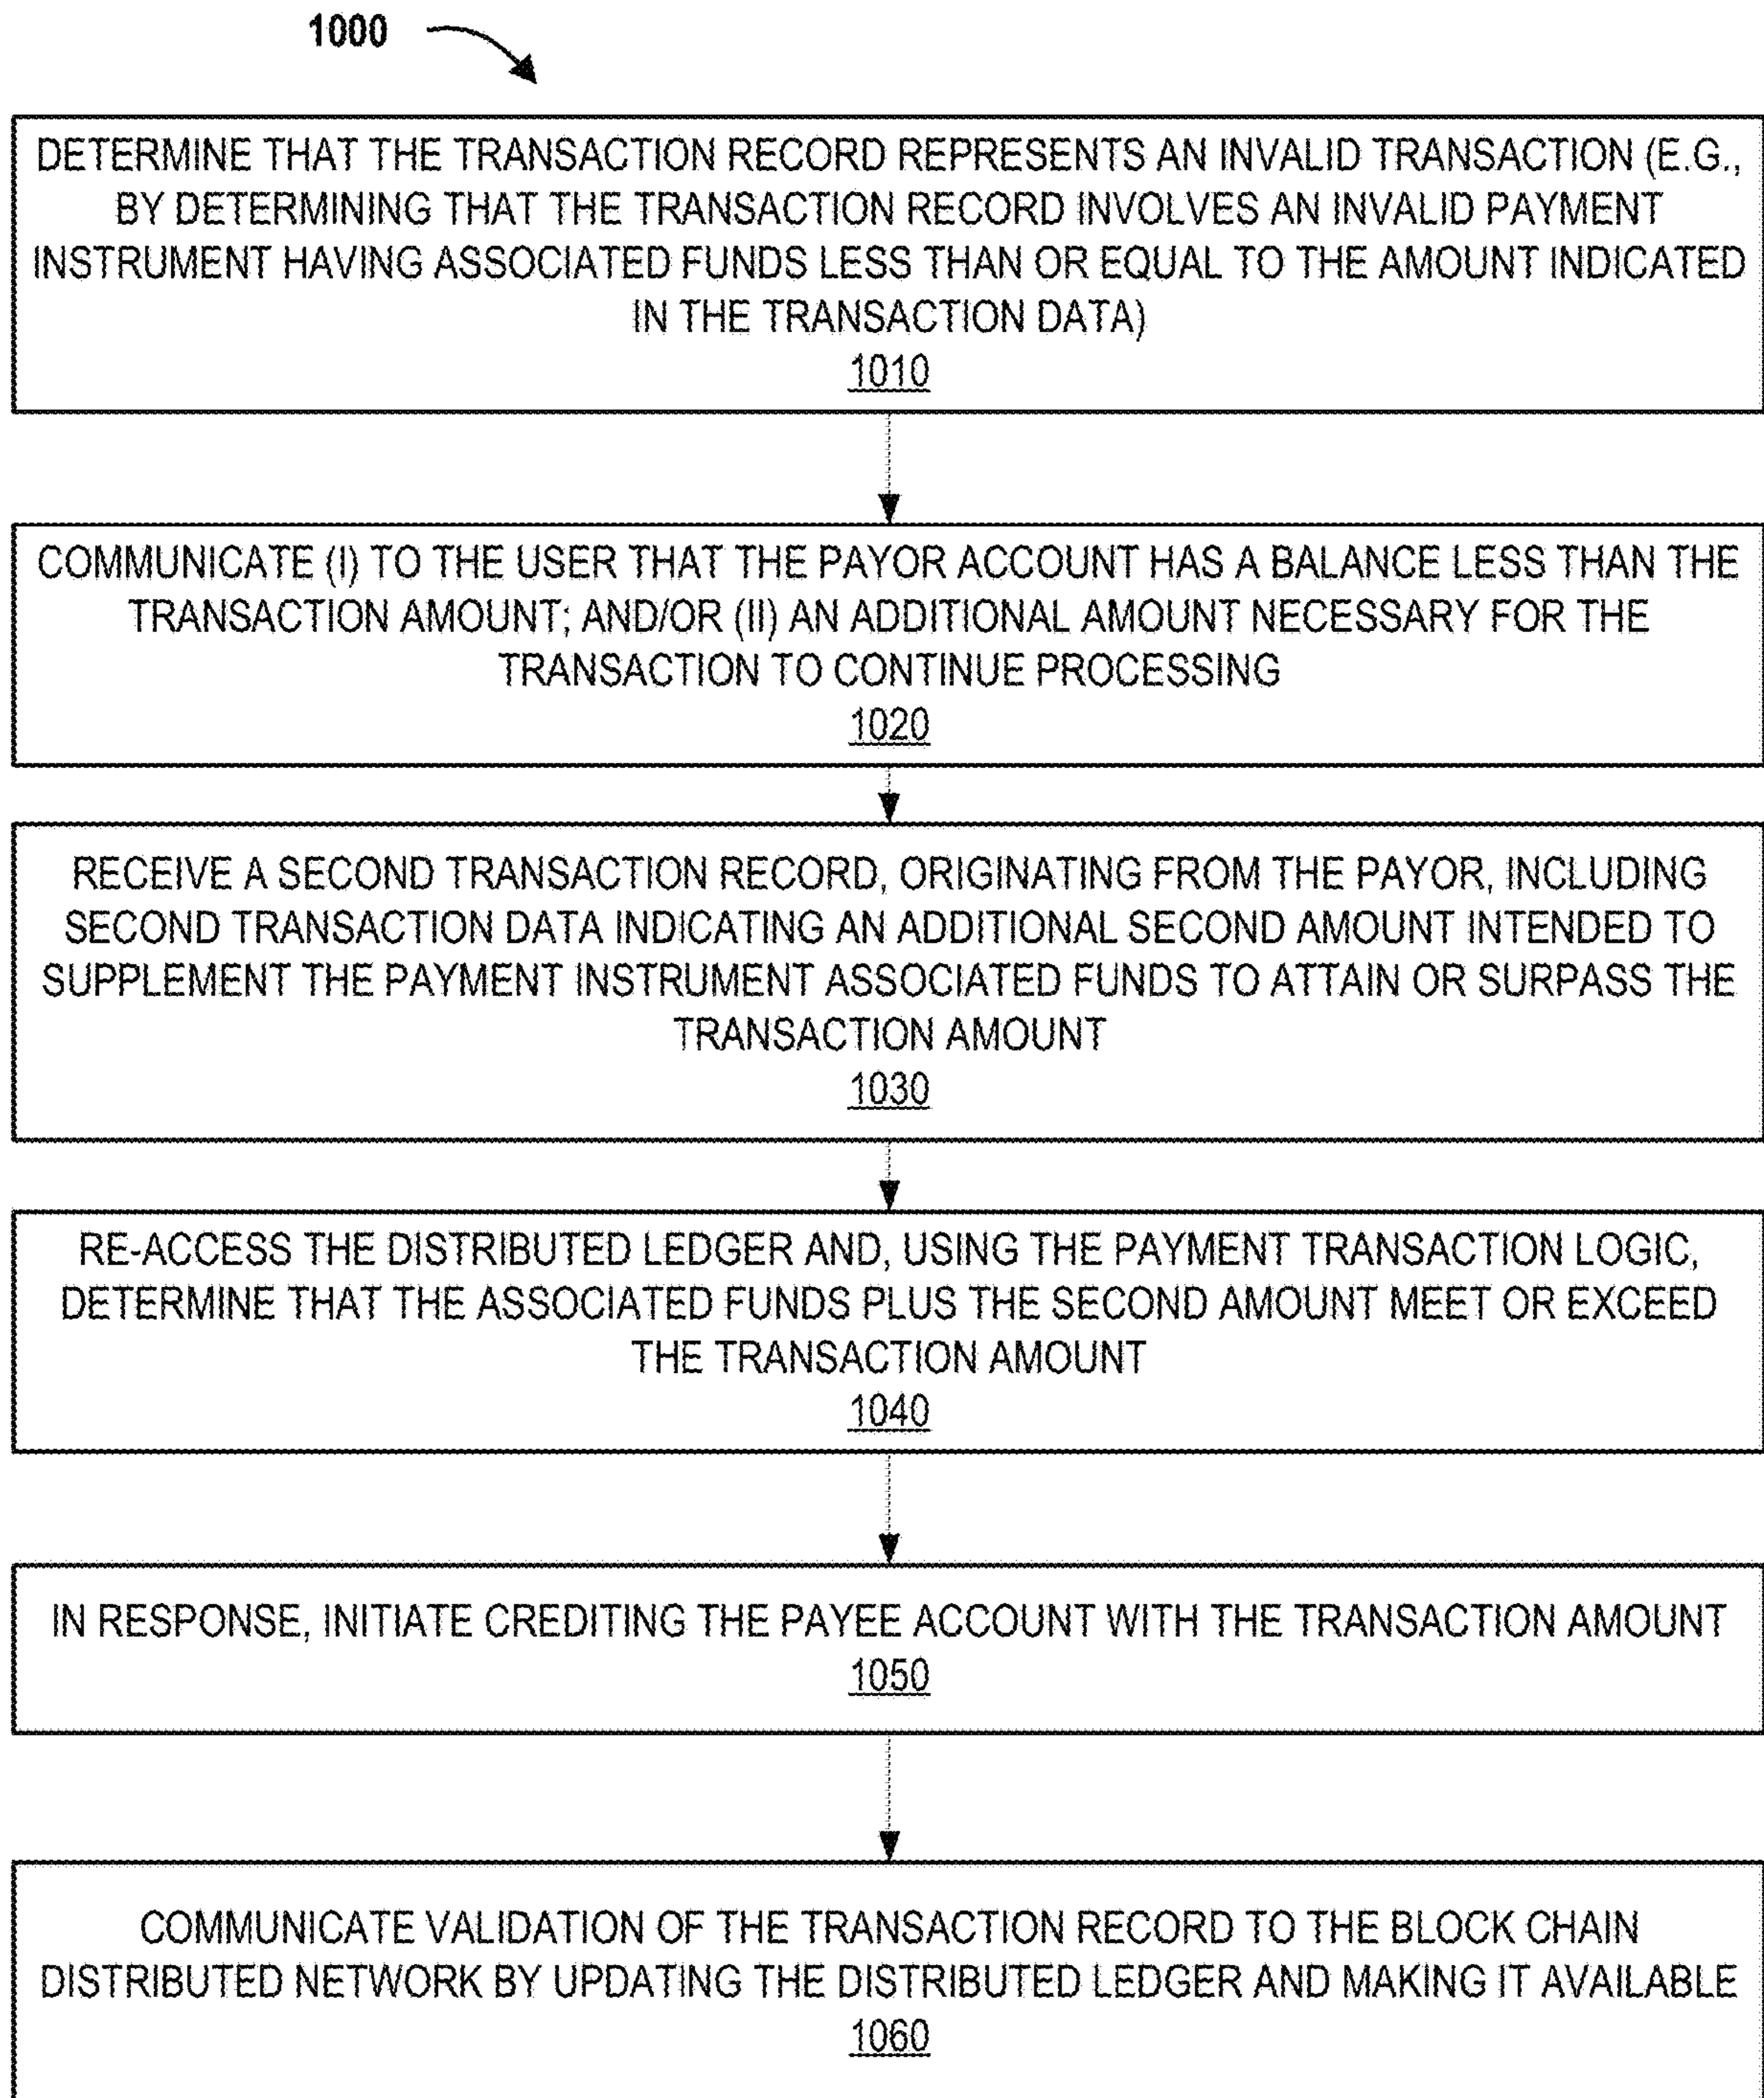 1000
DETERMINE THAT THE TRANSACTION RECORD REPRESENTS AN INVALID TRANSACTION (E.G.,
BY DETERMINING THAT THE TRANSACTION RECORD INVOLVES AN INVALID PAYMENT
INSTRUMENT HAVING ASSOCIATED FUNDS LESS THAN OR EQUAL TO THE AMOUNT INDICATED
IN THE TRANSACTION DATA)
1010
COMMUNICATE (I) TO THE USER THAT THE PAYOR ACCOUNT HAS A BALANCE LESS THAN THE
TRANSACTION AMOUNT; AND/OR (II) AN ADDITIONAL AMOUNT NECESSARY FOR THE
TRANSACTION TO CONTINUE PROCESSING
1020
RECEIVE A SECOND TRANSACTION RECORD, ORIGINATING FROM THE PAYOR, INCLUDING
SECOND TRANSACTION DATA INDICATING AN ADDITIONAL SECOND AMOUNT INTENDED TO
SUPPLEMENT THE PAYMENT INSTRUMENT ASSOCIATED FUNDS TO ATTAIN OR SURPASS THE
TRANSACTION AMOUNT
1030
RE-ACCESS THE DISTRIBUTED LEDGER AND, USING THE PAYMENT TRANSACTION LOGIC,
DETERMINE THAT THE ASSOCIATED FUNDS PLUS THE SECOND AMOUNT MEET OR EXCEED
THE TRANSACTION AMOUNT
1040
IN RESPONSE, INITIATE CREDITING THE PAYEE ACCOUNT WITH THE TRANSACTION AMOUNT
1050
COMMUNICATE VALIDATION OF THE TRANSACTION RECORD TO THE BLOCK CHAIN
DISTRIBUTED NETWORK BY UPDATING THE DISTRIBUTED LEDGER AND MAKING IT AVAILABLE
1060